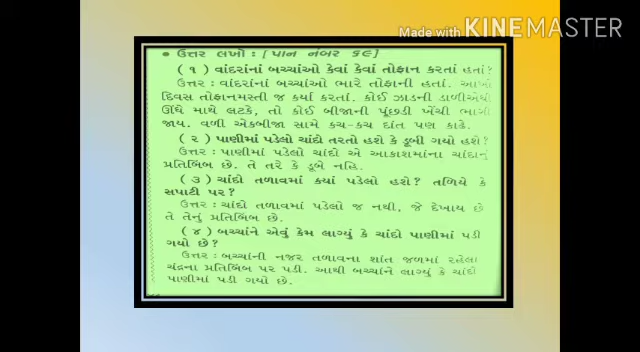 Made with KINEMASTER
• ઉત્તર લખો : [પાન નંબર ૬૯]
(૧) વાંદરાનાં બચ્ચાંઓ કેવાં કેવાં તોફાન કરતાં હતાં?
ઉત્તર : વાંદરાનાં બચ્ચાંઓ ભારે તોફાની હતાં. આખો
દિવસ તોફાનમસ્તી જ કર્યા કરતાં. કોઈ ઝાડની ડાળીએથી
ઊંધે માથે લટકે, તો કોઈ બીજાની પૂંછડી ખેંચી ભાગી
જાય. વળી એકબીજા સામે કચ-કચ દાંત પણ કાઢે.
(૨) પાણીમાં પડેલો ચાંદો તરતો હશે કે ડૂબી ગયો હશે?
ઉત્તર : પાણીમાં પડેલો ચાંદો એ આકાશમાંના ચાંદાનું
પ્રતિબિંબ છે. તે તરે કે ડૂબે નહિ.
(૩) ચાંદો તળાવમાં ક્યાં પડેલો હશે? તળિયે કે
સપાટી પર?
ઉત્તર : ચાંદો તળાવમાં પડેલો જ નથી, જે દેખાય છે
તે તેનું પ્રતિબિંબ છે.
(૪) બચ્ચાંને એવું કેમ લાગ્યું કે ચાંદો પાણીમાં પડી
ગયો છે?
ઉત્તર : બચ્ચાંની નજર તળાવના શાંત જળમાં રહેલા
ચંદ્રના પ્રતિબિંબ પર પડી. આથી બચ્ચાંને લાગ્યું કે ચાંદો
પાણીમાં પડી ગયો છે.